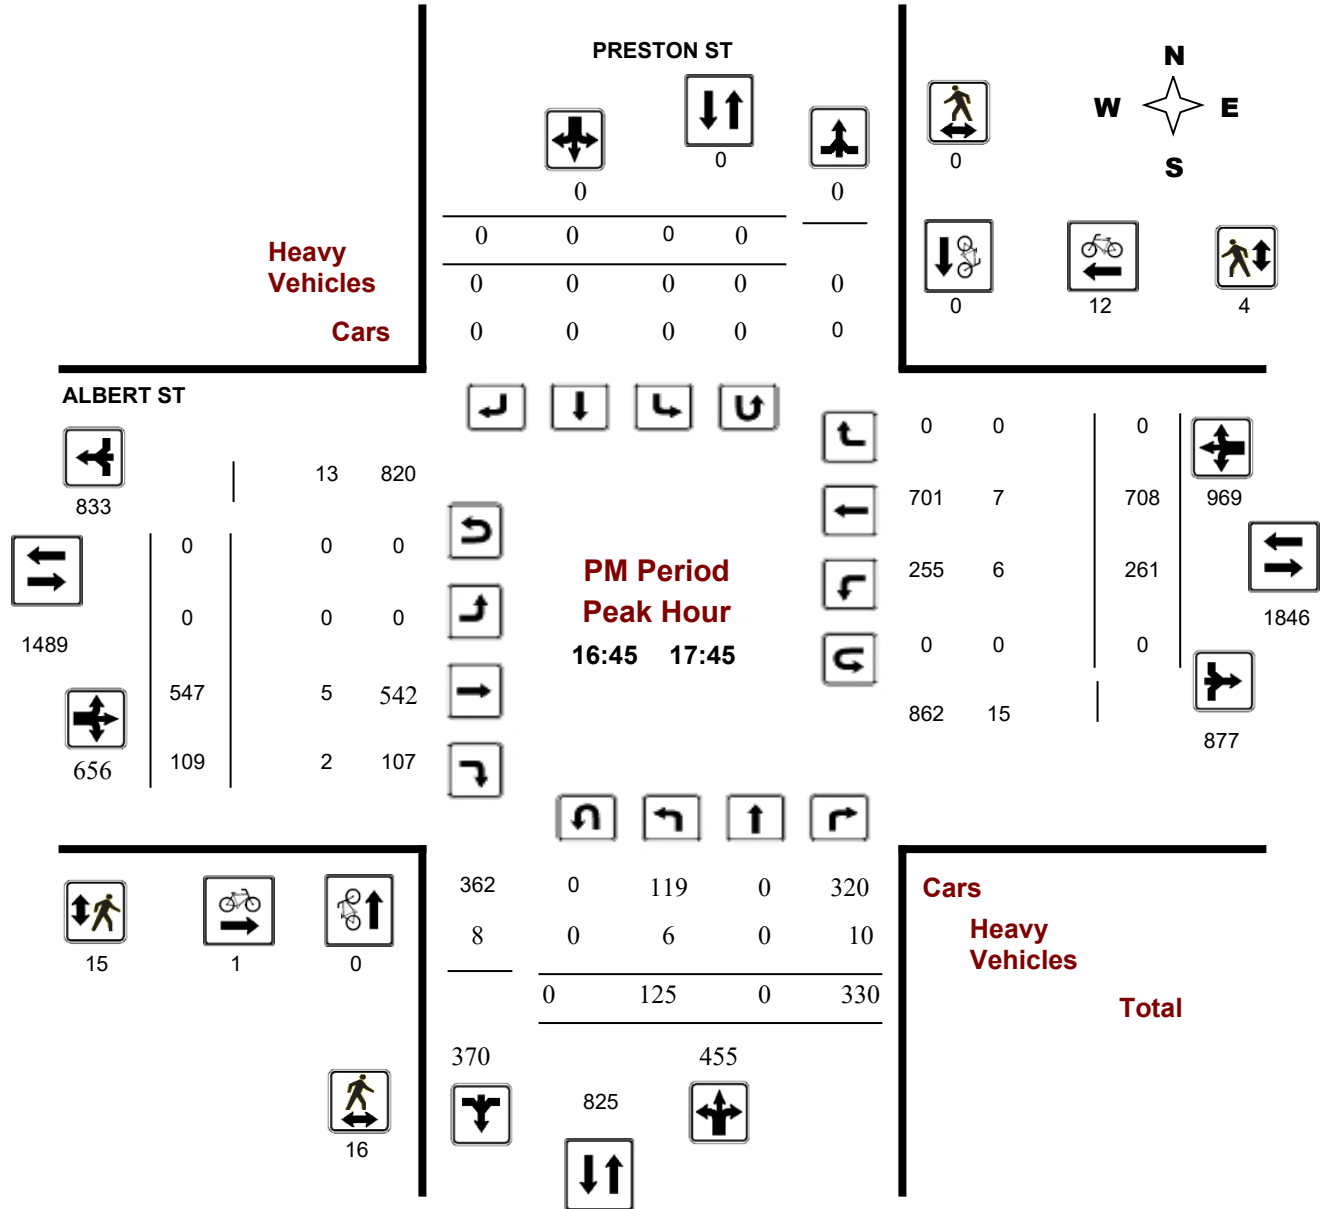 PRESTON ST
N
W E
S
0
0
0 0
0 0 0 0
Heavy
Vehicles
0 0 0 0 0
Cars
0 0 0 0 0
0 12 4
ALBERT ST
0 0 0
13 820
833
701 7 708 969
0 0 0
PM Period
Peak Hour
16:45 17:45
255 6 261
1846
0 0 0
1489
0 0 0
547 5 542
862 15
877
656
109 2 107
362 0 119 0 320
Cars
8 0 6 0 10
Heavy
Vehicles
15 1 0
0 125 0 330
Total
370 455
825
16